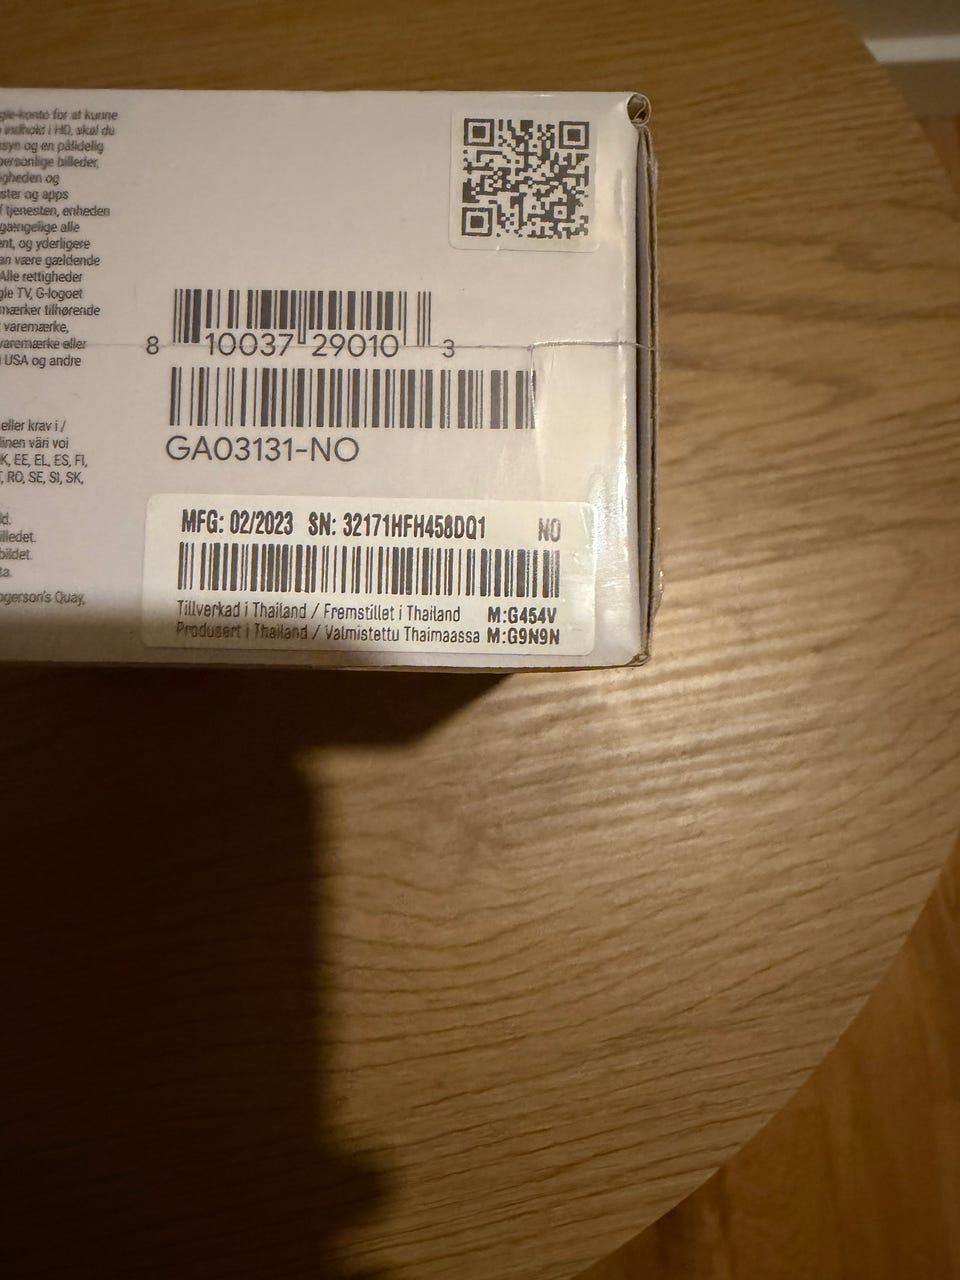 gle-konto for at kunne
indhold i HD, skal du
syn og en pålidelig
personlige billeder,
gheden og
ster og apps
tjenesten, enheden
gængelige alle
nt, og yderligere
an være gældende
Alle rettigheder
gle TV, G-logoet
mærker tilhørende
varemærke,
varemærke eller
USA og andre
8 10037 29010 3
eller krav i /
linen väri voi
K, EE, EL, ES, FI,
, RO, SE, SI, SK,
GA03131-NO
ld.
illedet.
bildet.
ta.
ogerson's Quay,
MFG: 02/2023 SN: 32171HFH458DQ1 NO
Tillverkad i Thailand / Fremstillet i Thailand M:G454V
Produsert i Thailand / Valmistettu Thaimaassa M:G9N9N